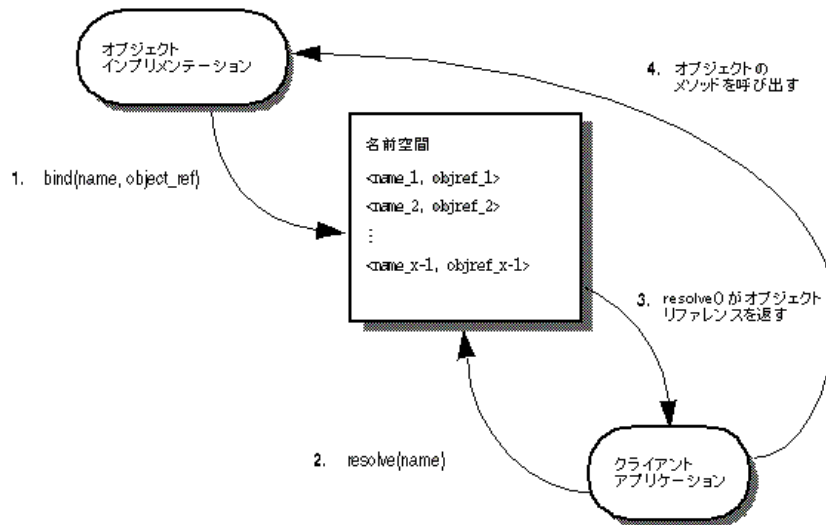 オブジェクト
インプリメンテーション
4. オブジェクトの
メソッドを呼び出す
名前空間
<name_1, objref_1>
<name_2, objref_2>
⋮
<name_x-1, objref_x-1>
1. bind(name, object_ref)
3. resolve()がオブジェクト
リファレンスを返す
2. resolve(name)
クライアント
アプリケーション